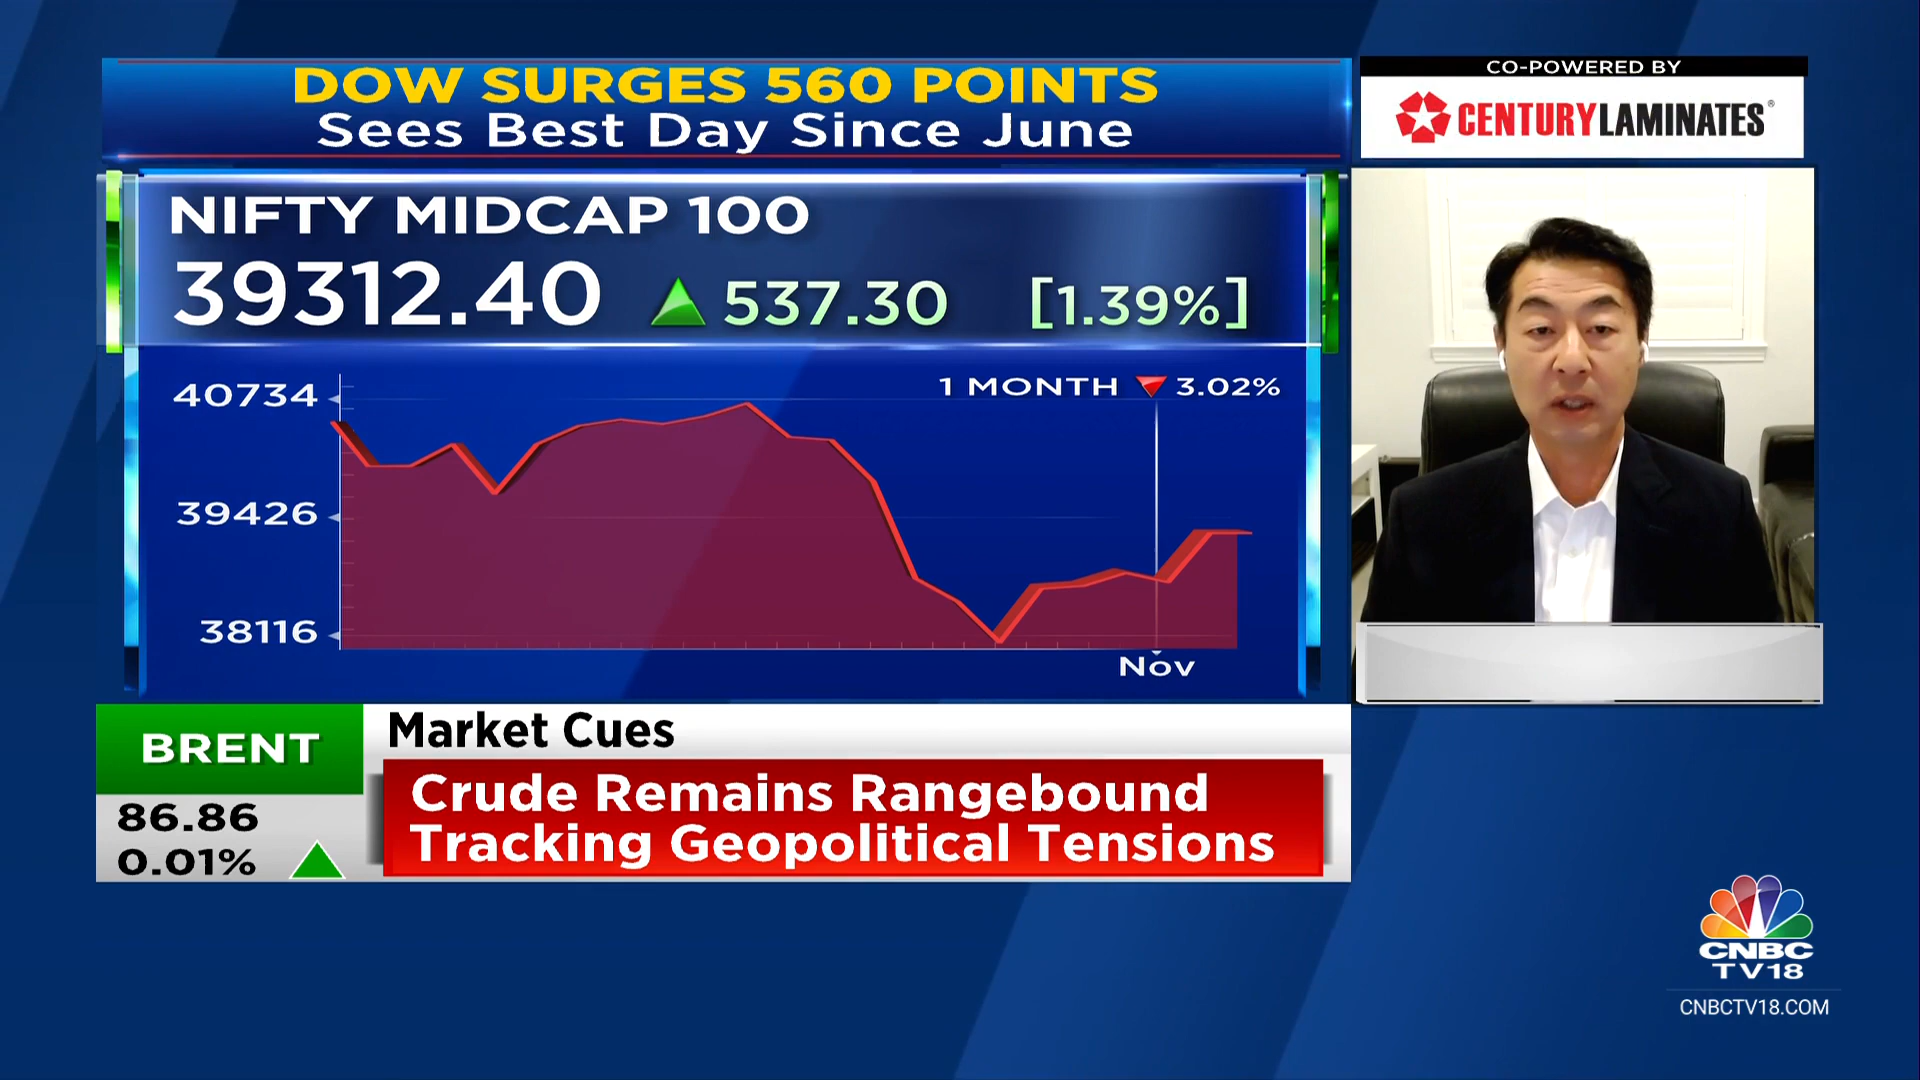 DOW SURGES 560 POINTS
Sees Best Day Since June
CO-POWERED BY
CENTURYLAMINATES®
NIFTY MIDCAP 100
39312.40 537.30 [1.39%]
1 MONTH 3.02%
40734
39426
38116
Nov
BRENT
86.86
0.01%
Market Cues
Crude Remains Rangebound
Tracking Geopolitical Tensions
CNBC
TV18
CNBCTV18.COM